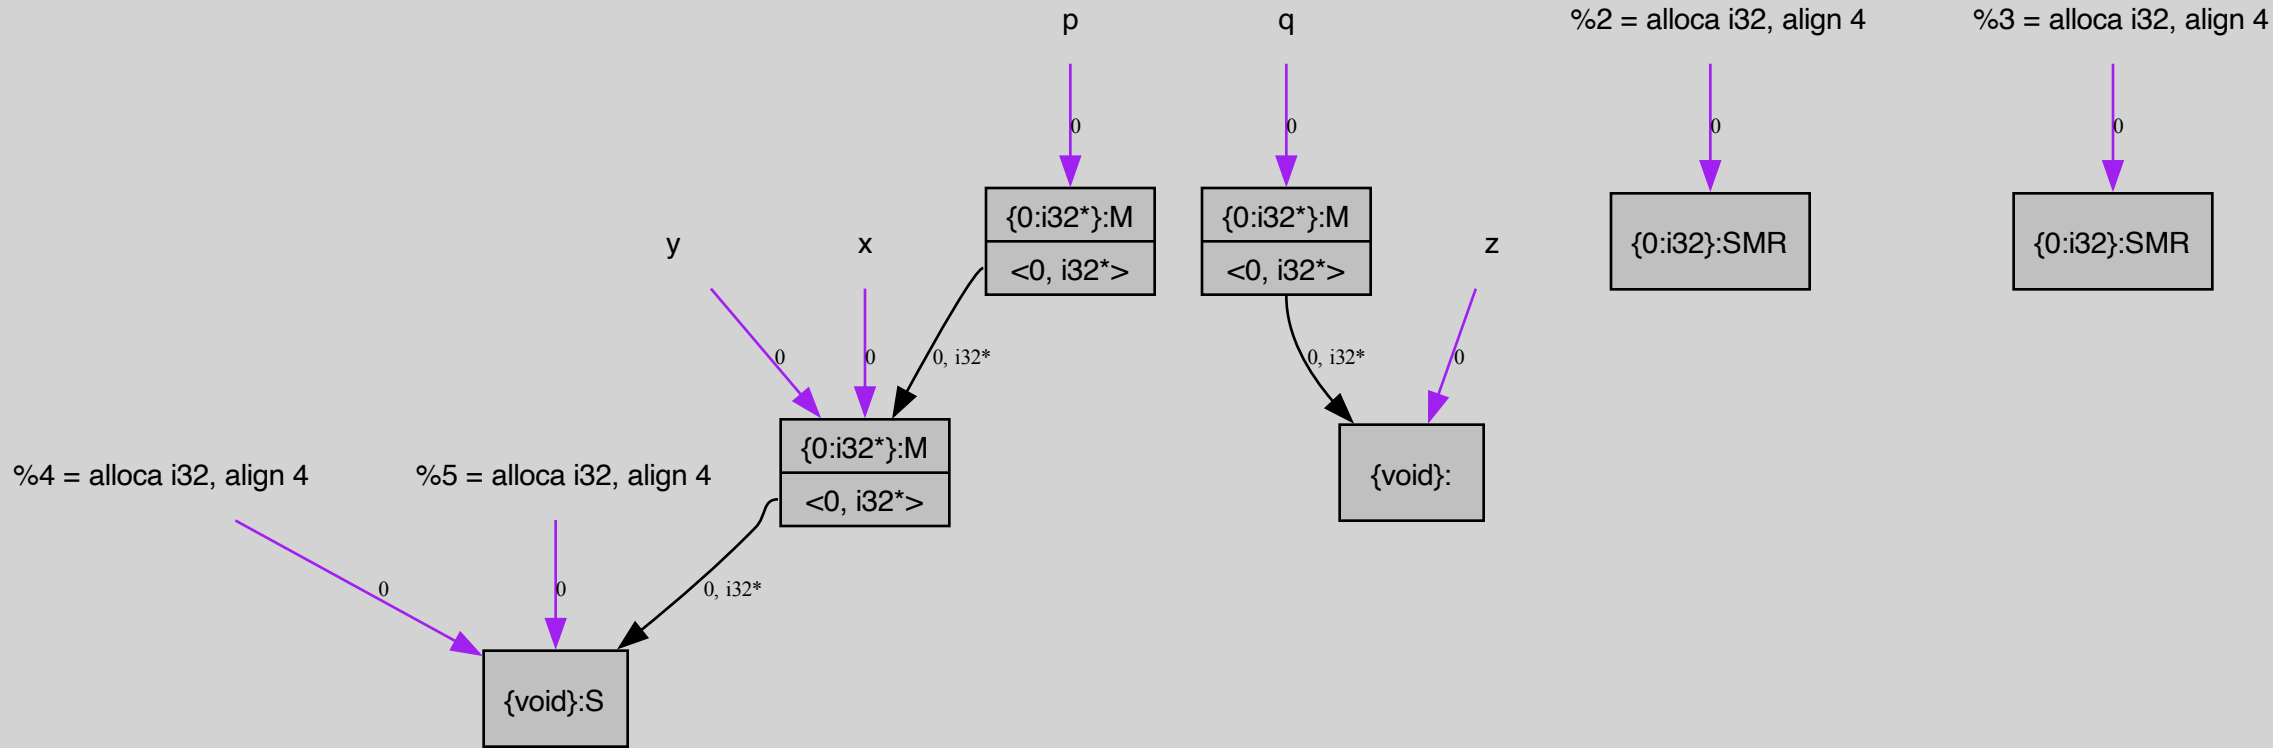 p
q
%2 = alloca i32, align 4
%3 = alloca i32, align 4
0
0
0
0
{0:i32*}:M
<0, i32*>
{0:i32*}:M
<0, i32*>
{0:i32}:SMR
{0:i32}:SMR
y
x
z
0
0
0, i32*
0, i32*
0
{0:i32*}:M
<0, i32*>
{void}:
%4 = alloca i32, align 4
%5 = alloca i32, align 4
0
0
0, i32*
{void}:S